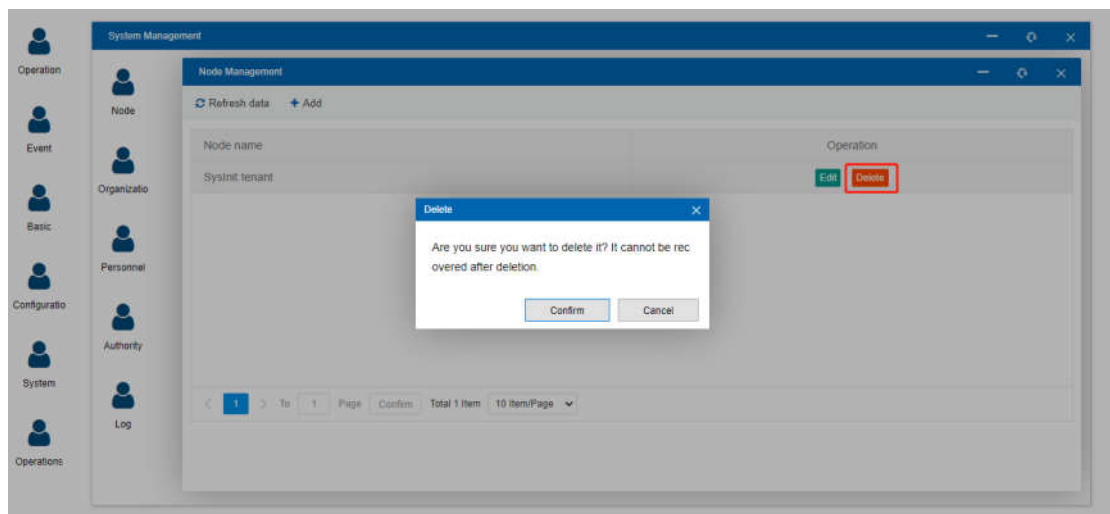 System Management
Operation
Node Management
Node
Refresh data
Add
Event
Node name
Operation
SysInit tenant
Edit
Delete
Organizatio
Delete
Basic
Are you sure you want to delete it? It cannot be rec
overed after deletion.
Personnel
Configuratio
Confirm
Cancel
Authority
System
1
To
1
Page
Confirm
Total 1 Item
10 Item/Page
Log
Operations